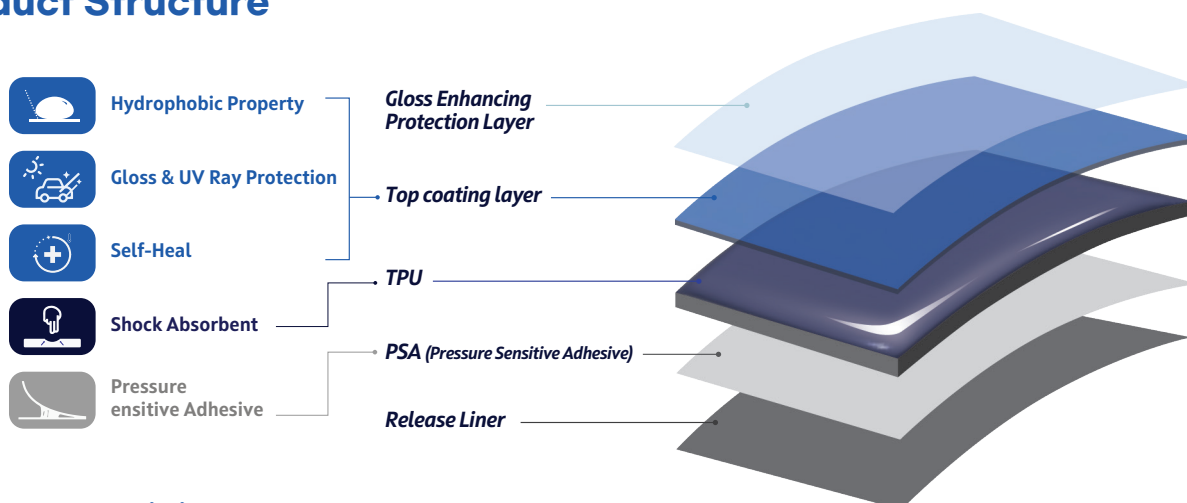 duct Structure
Hydrophobic Property
Gloss & UV Ray Protection
Self-Heal
Shock Absorbent
Pressure
ensitive Adhesive
Gloss Enhancing
Protection Layer
Top coating layer
TPU
PSA (Pressure Sensitive Adhesive)
Release Liner